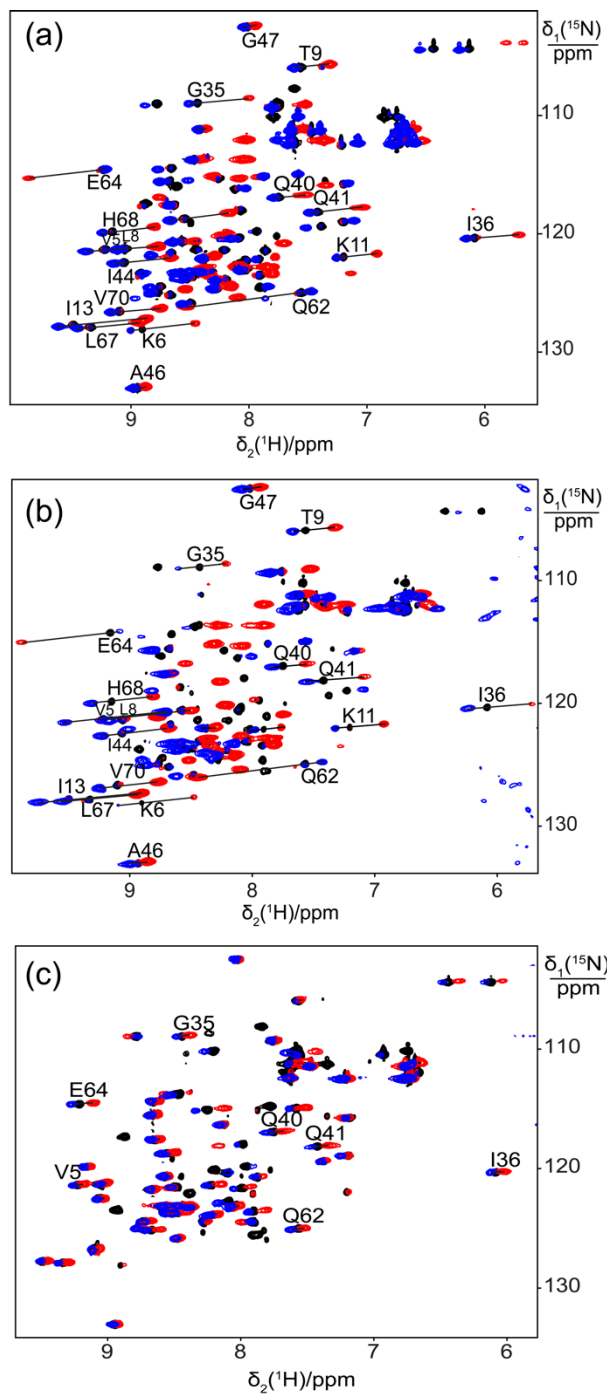 (a)
δ₁(¹⁵N)
ppm
G47
T9
G35
110
E64
Q40
Q41
H68
V5 L8
I36
120
I44
K11
V70
Q62
I13
L67 K6
130
A46
9 8 7 6
δ₂(¹H)/ppm
(b)
δ₁(¹⁵N)
ppm
G47
T9
G35
110
E64
Q40
Q41
H68
I36
120
V5 L8
K11
I44
V70
Q62
I13
L67 K6
130
A46
9 8 7 6
δ₂(¹H)/ppm
(c)
δ₁(¹⁵N)
ppm
G35
110
E64
Q40
Q41
V5
I36
120
Q62
130
9 8 7 6
δ₂(¹H)/ppm